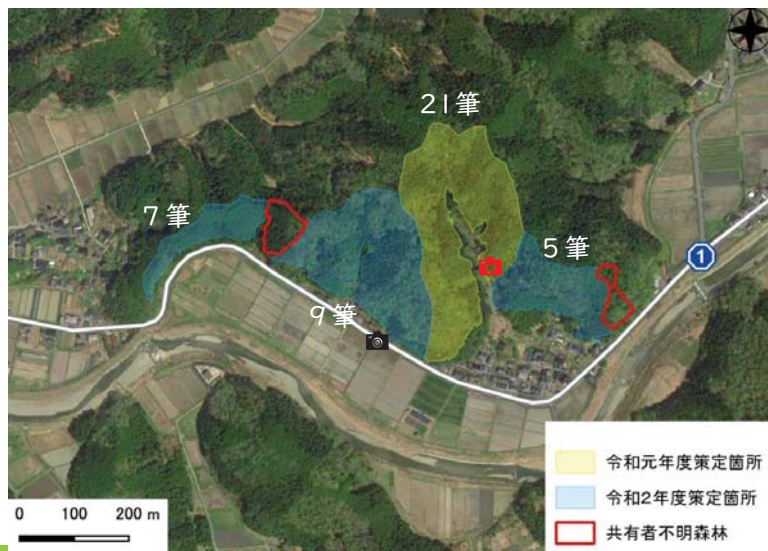 21筆
7筆
5筆
1
9筆
令和元年度策定箇所
令和2年度策定箇所
共有者不明森林
0 100 200 m